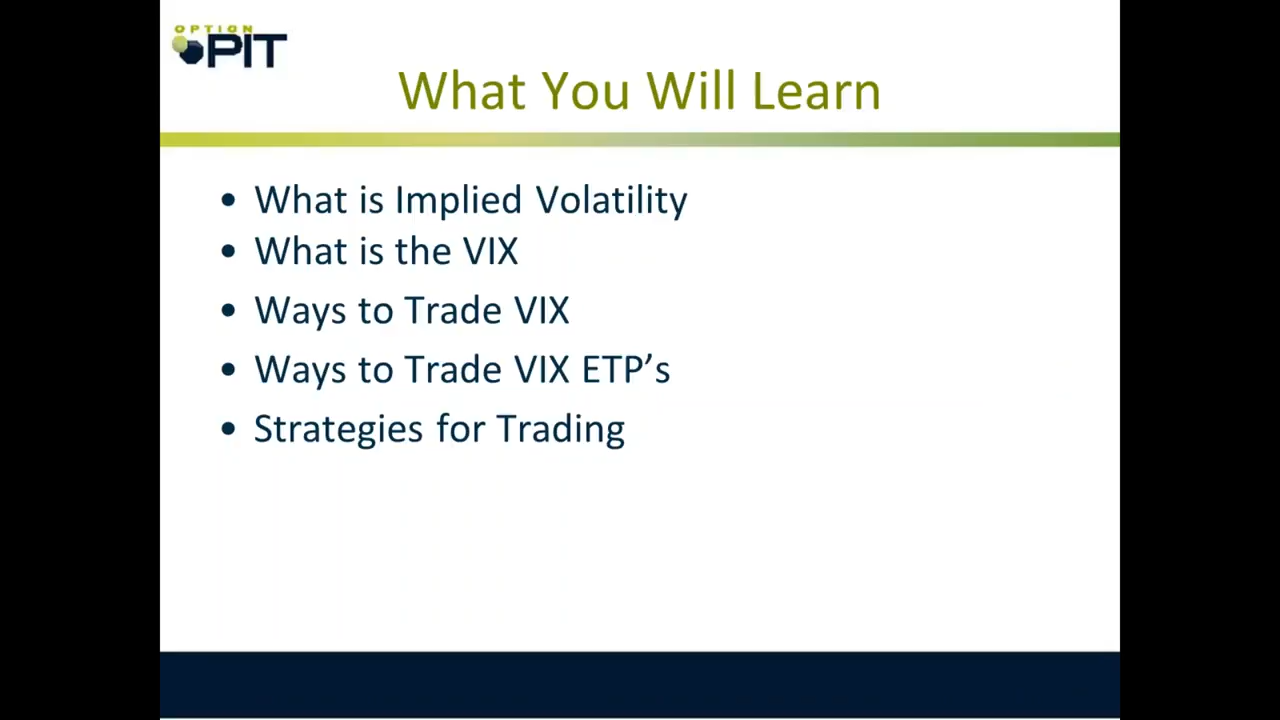 OPTION
PIT
What You Will Learn
• What is Implied Volatility
• What is the VIX
• Ways to Trade VIX
• Ways to Trade VIX ETP’s
• Strategies for Trading